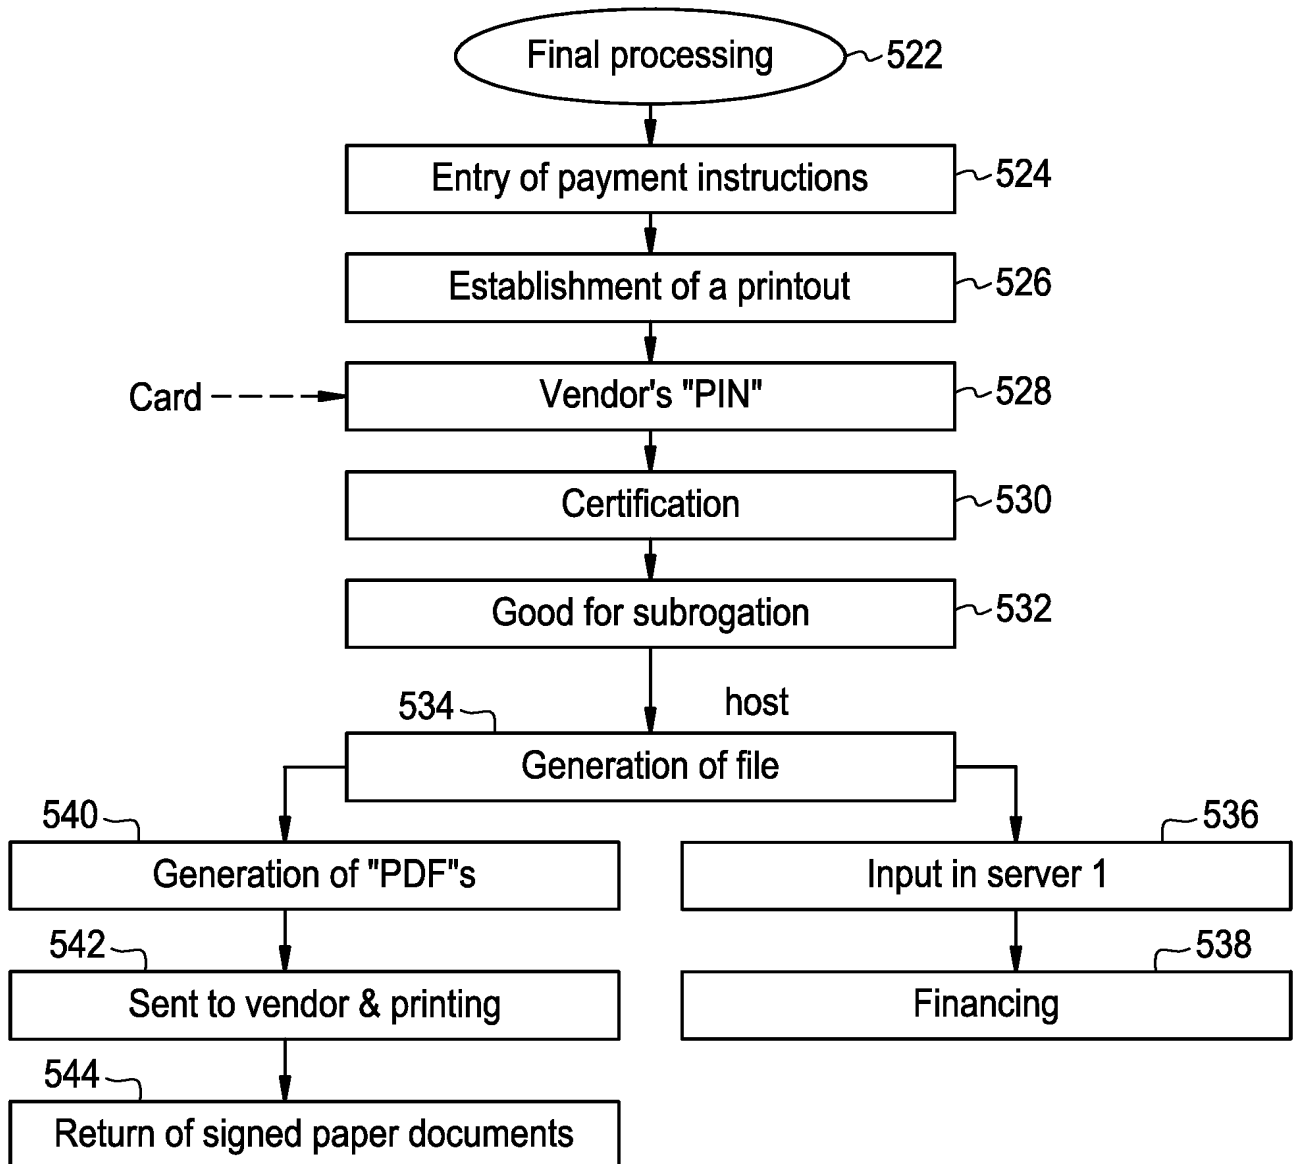 Final processing 522
Entry of payment instructions 524
Establishment of a printout 526
Card Vendor's "PIN" 528
Certification 530
Good for subrogation 532
534 host
Generation of file
540 536
Generation of "PDF"s Input in server 1
542 538
Sent to vendor & printing Financing
544
Return of signed paper documents